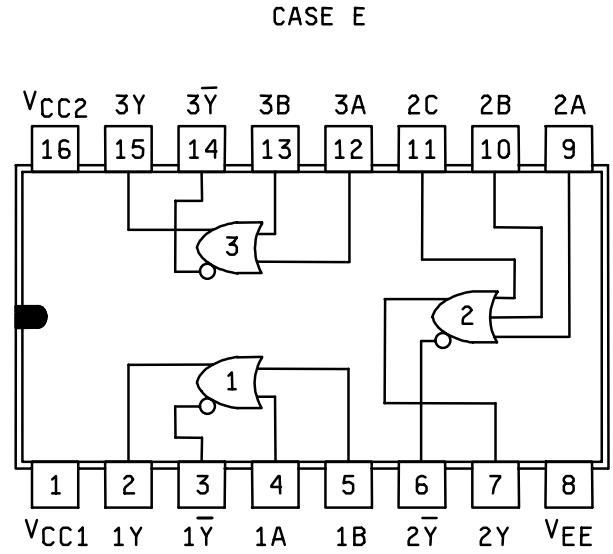 CASE E
VCC2 3Y 3Y̅ 3B 3A 2C 2B 2A
16 15 14 13 12 11 10 9
3
2
1
1 2 3 4 5 6 7 8
VCC1 1Y 1Y̅ 1A 1B 2Y̅ 2Y VEE